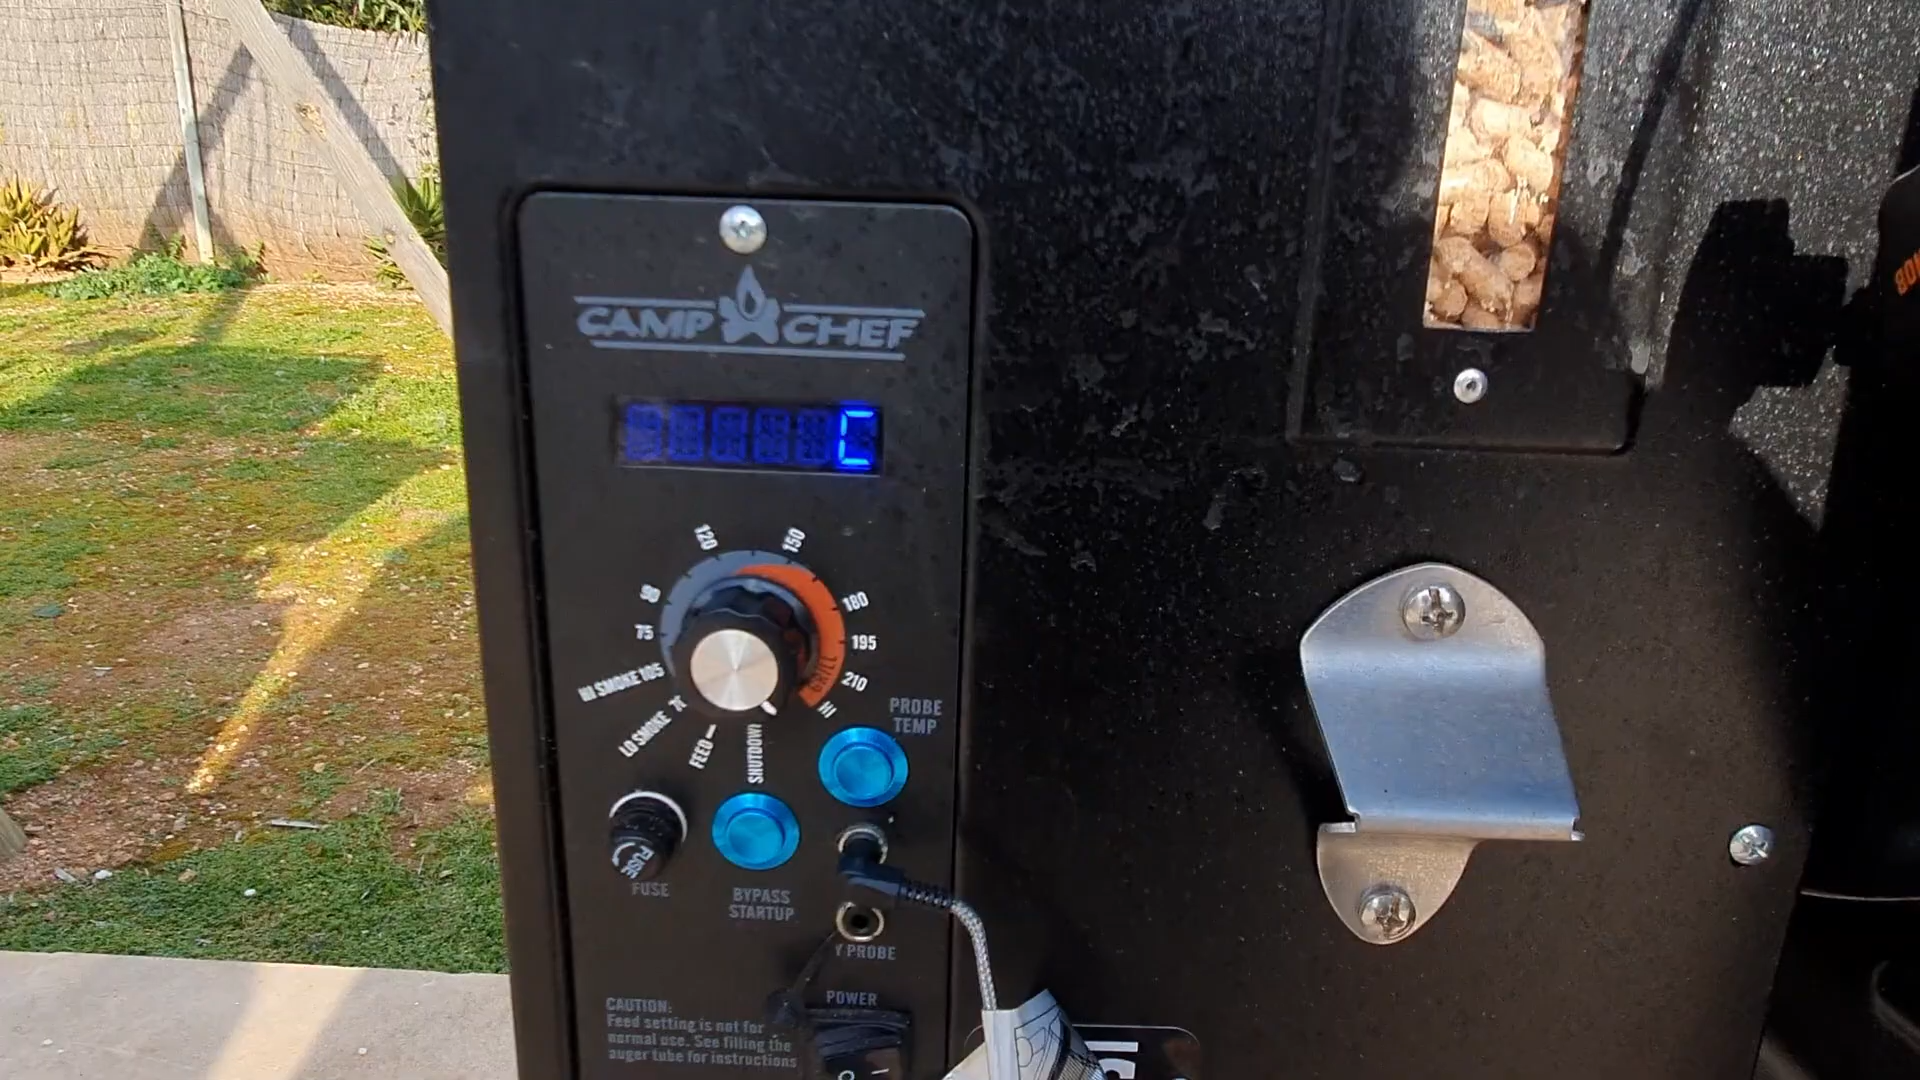 CAMP CHEF
C
120
150
90
180
75
195
HI SMOKE 105
GRILL
210
HI
LO SMOKE
PROBE
TEMP
FEED
SHUTDOWN
FUSE
FUSE
BYPASS
STARTUP
Y PROBE
POWER
CAUTION:
Feed setting is not for
normal use. See filling the
auger tube for instructions